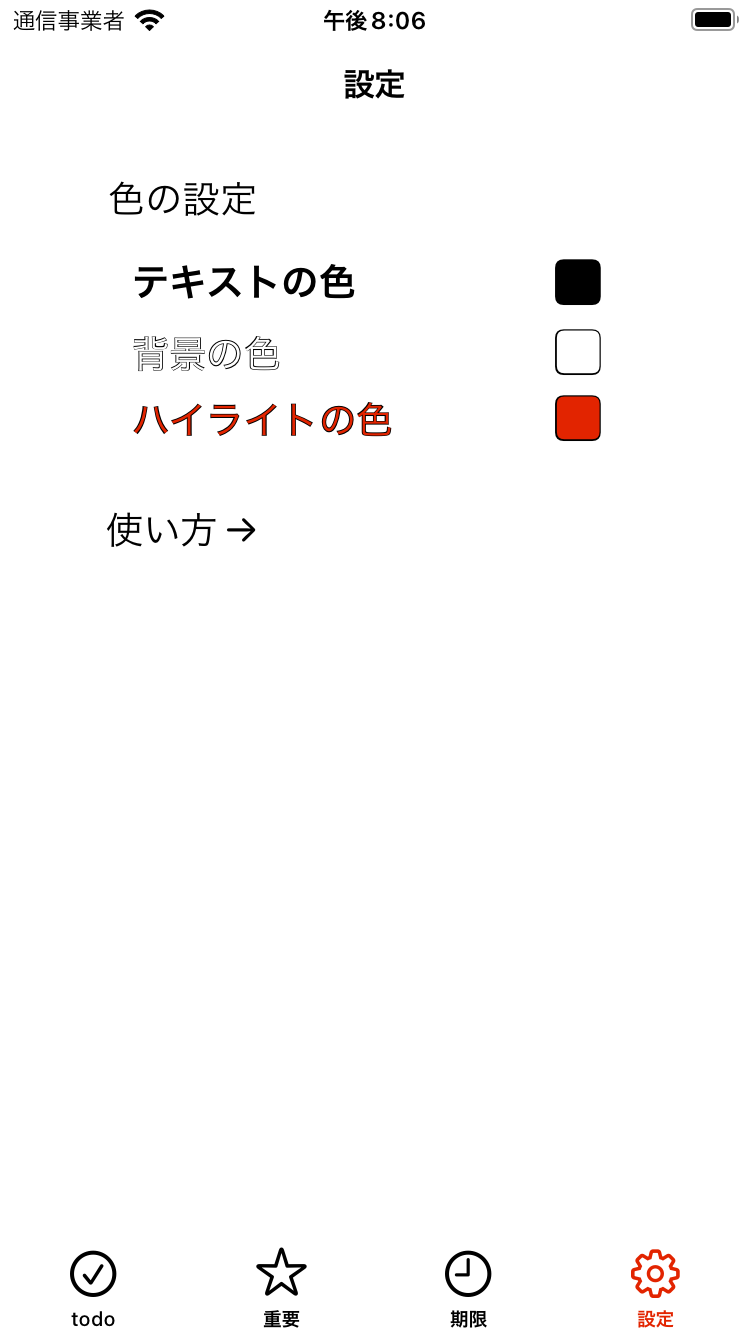 通信事業者 午後8:06
設定
色の設定
テキストの色
背景の色
ハイライトの色
使い方→
todo 重要 期限 設定